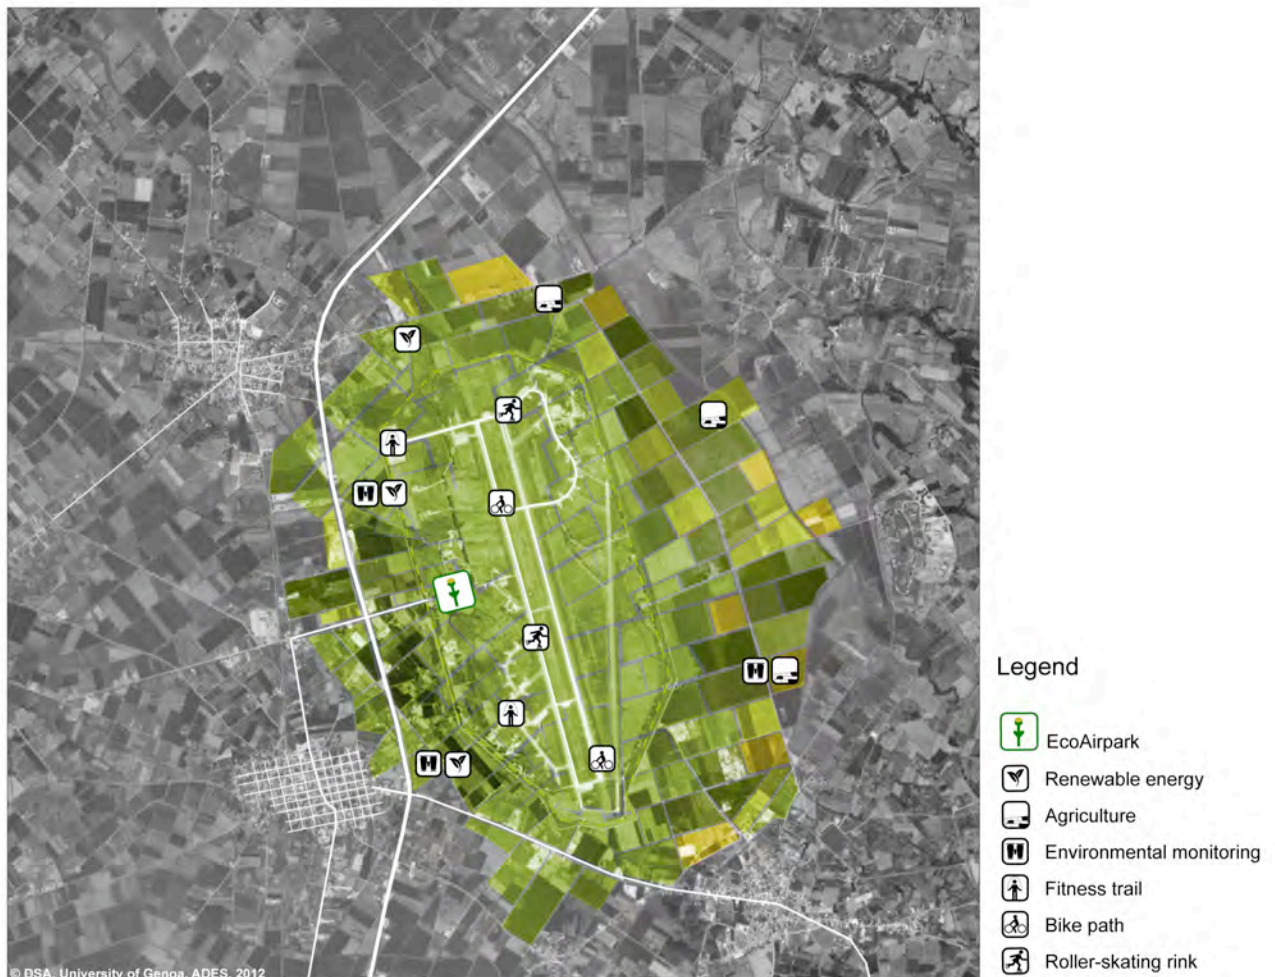 Legend
EcoAirpark
Renewable energy
Agriculture
Environmental monitoring
Fitness trail
Bike path
Roller-skating rink
© DSA, University of Genoa, ADES, 2012